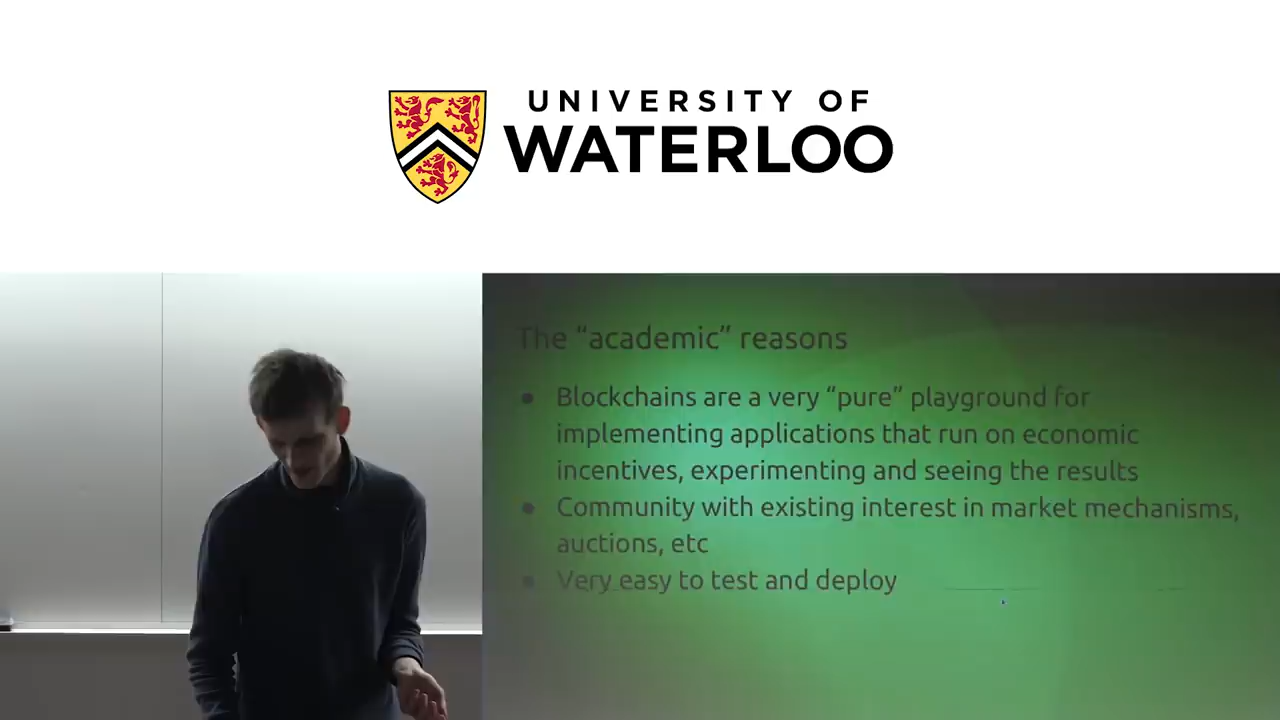 UNIVERSITY OF
WATERLOO
The “academic” reasons
● Blockchains are a very “pure” playground for
implementing applications that run on economic
incentives, experimenting and seeing the results
● Community with existing interest in market mechanisms,
auctions, etc
● Very easy to test and deploy